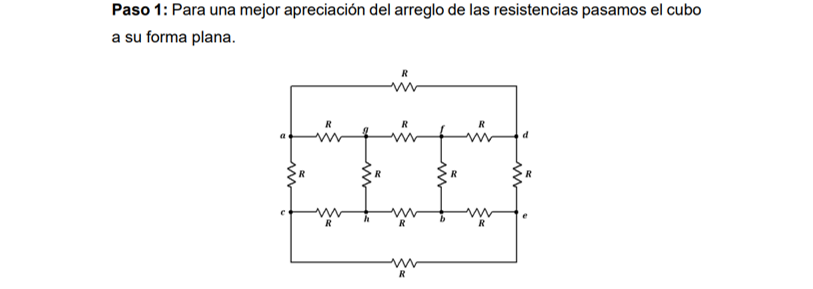 Paso 1: Para una mejor apreciación del arreglo de las resistencias pasamos el cubo
a su forma plana.
R
R R R
a g f d
R R R R
c h b e
R R R
R